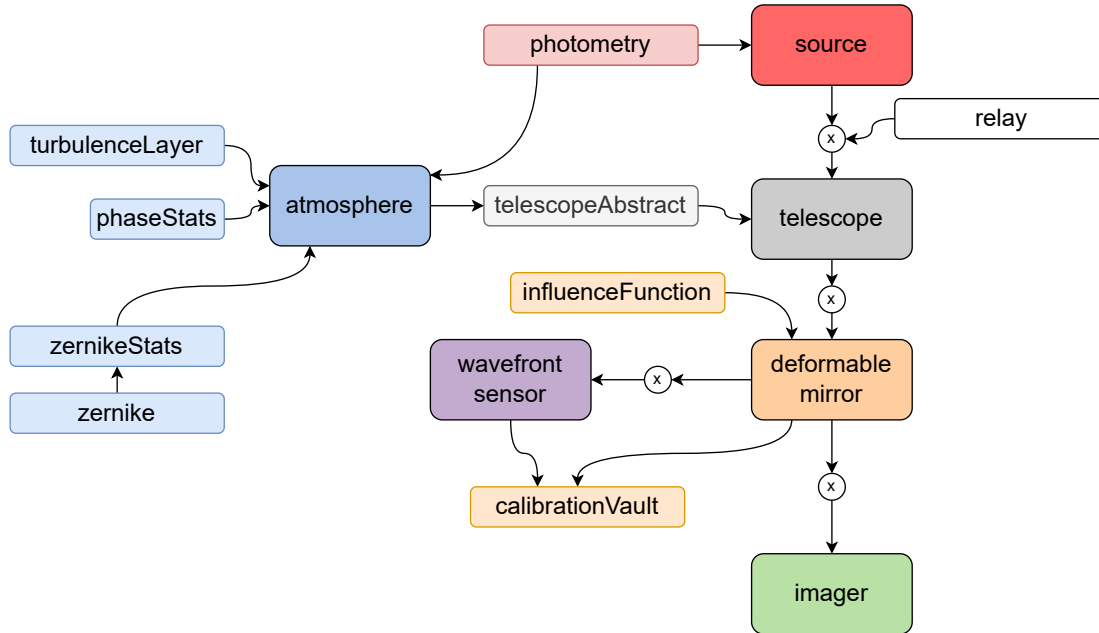 photometry
source
relay
x
turbulenceLayer
atmosphere
phaseStats
telescopeAbstract
telescope
influenceFunction
x
zernikeStats
wavefront
sensor
x
deformable
mirror
zernike
calibrationVault
x
imager